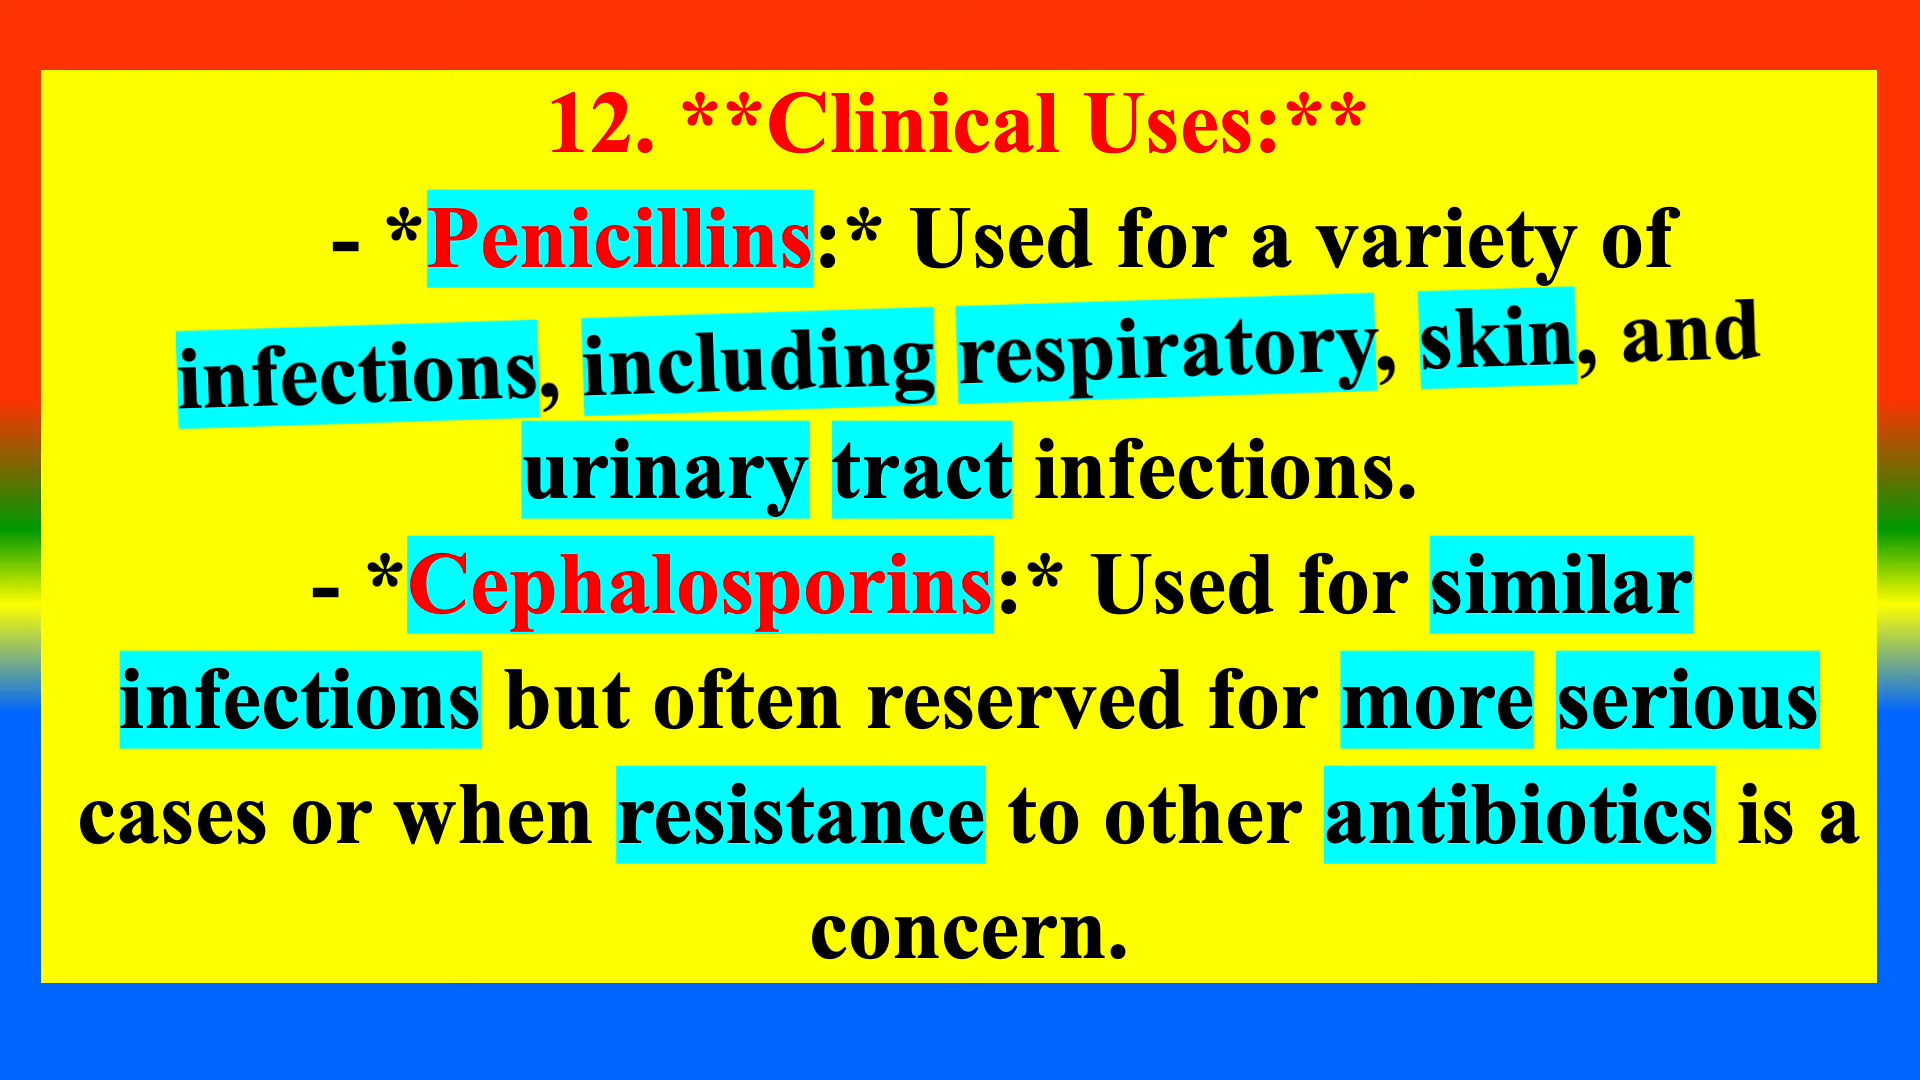 12. **Clinical Uses:**
- *Penicillins:* Used for a variety of
infections, including respiratory, skin, and
urinary tract infections.
- *Cephalosporins:* Used for similar
infections but often reserved for more serious
cases or when resistance to other antibiotics is a
concern.